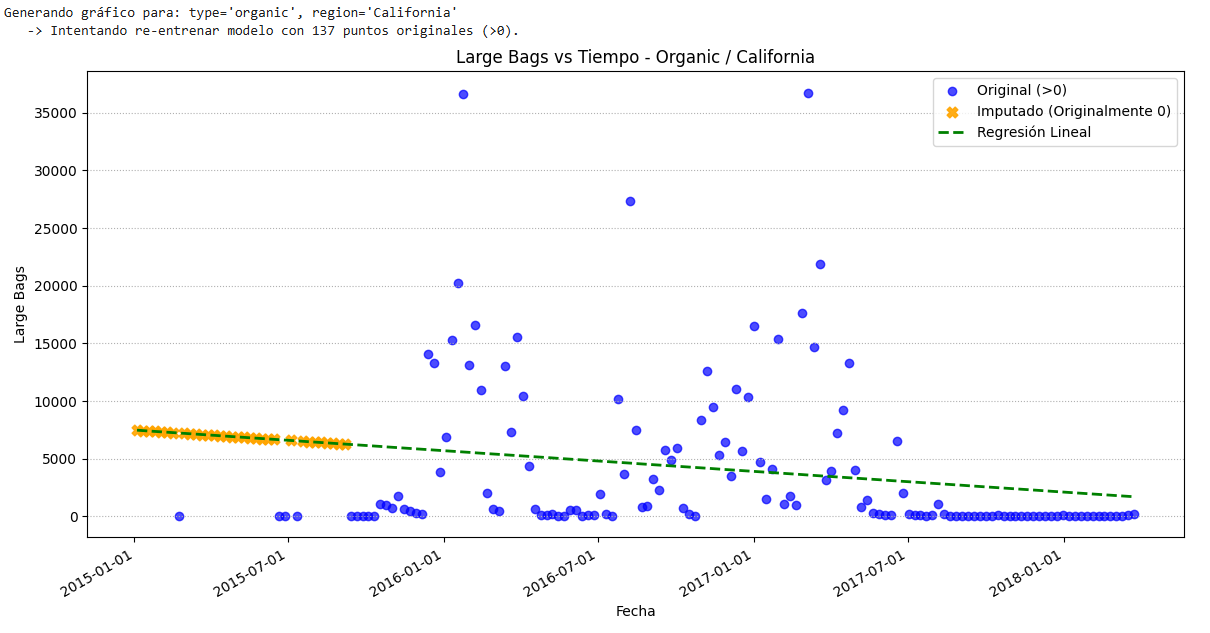 Generando gráfico para: type='organic', region='California'
-> Intentando re-entrenar modelo con 137 puntos originales (>0).
Large Bags vs Tiempo - Organic / California
Original (>0)
Imputado (Originalmente 0)
Regresión Lineal
35000
30000
25000
20000
15000
10000
5000
0
Large Bags
2015-01-01
2015-07-01
2016-01-01
2016-07-01
2017-01-01
2017-07-01
2018-01-01
Fecha